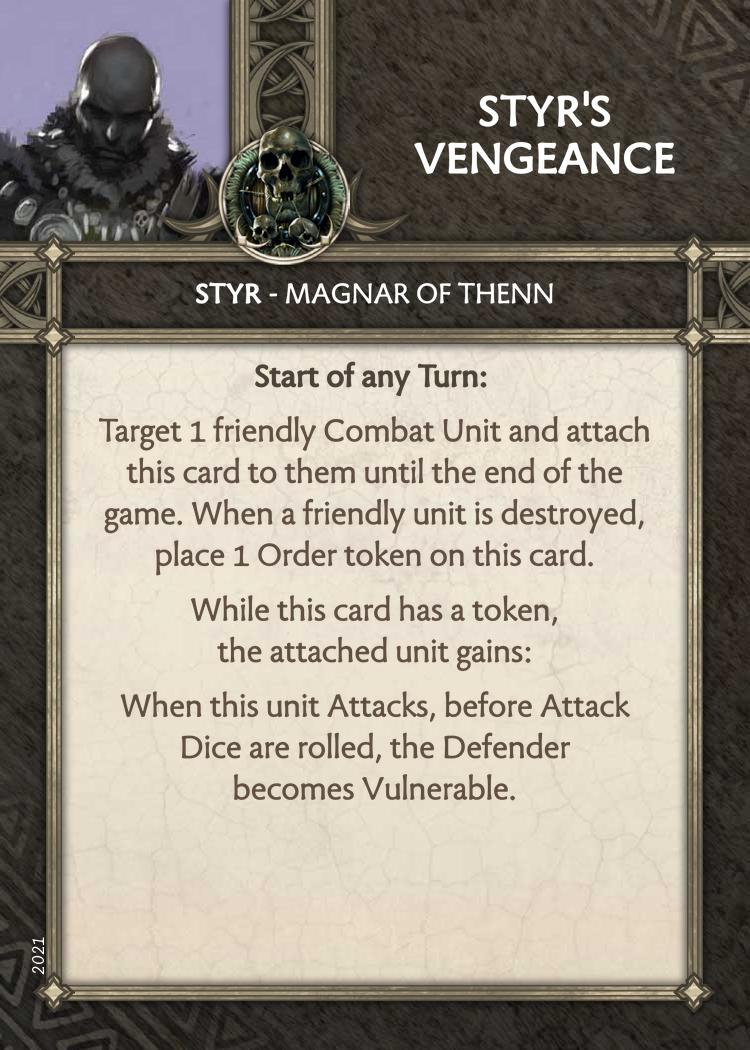 STYR'S
VENGEANCE
STYR - MAGNAR OF THENN
Start of any Turn:
Target 1 friendly Combat Unit and attach
this card to them until the end of the
game. When a friendly unit is destroyed,
place 1 Order token on this card.
While this card has a token,
the attached unit gains:
When this unit Attacks, before Attack
Dice are rolled, the Defender
becomes Vulnerable.
2021